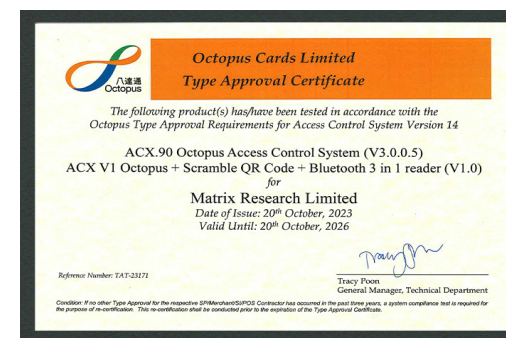 八達通
Octopus
Octopus Cards Limited
Type Approval Certificate
The following product(s) has/have been tested in accordance with the
Octopus Type Approval Requirements for Access Control System Version 14
ACX.90 Octopus Access Control System (V3.0.0.5)
ACX V1 Octopus + Scramble QR Code + Bluetooth 3 in 1 reader (V1.0)
for
Matrix Research Limited
Date of Issue: 20th October, 2023
Valid Until: 20th October, 2026
Tracy Poon
Reference Number: TAT-23171
Tracy Poon
General Manager, Technical Department
Condition: If no other Type Approval for the respective SP/Merchant/SI/POS Contractor has occurred in the past three years, a system compliance test is required for
the purpose of re-certification. This re-certification shall be conducted prior to the expiration of the Type Approval Certificate.